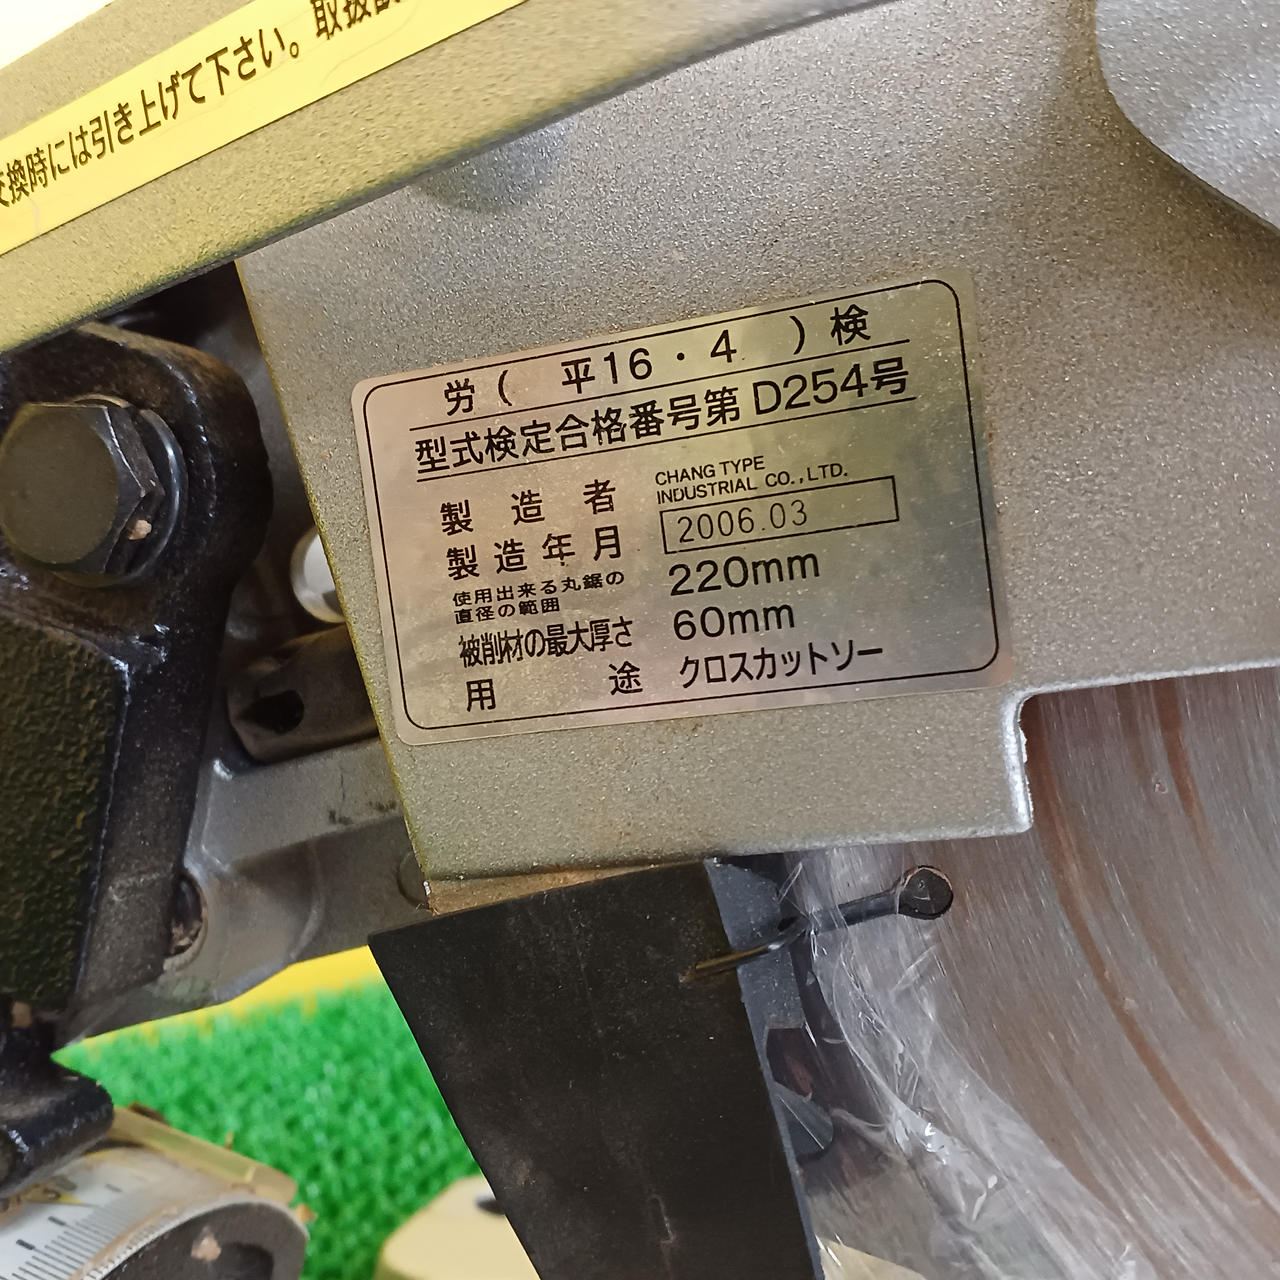 交換時には引き上げて下さい。取扱説
労( 平16・4 )検
型式検定合格番号第 D254号
製造者 CHANG TYPE INDUSTRIAL CO.,LTD.
製造年月 2006.03
使用出来る丸鋸の直径の範囲 220mm
被削材の最大厚さ 60mm
用途 クロスカットソー